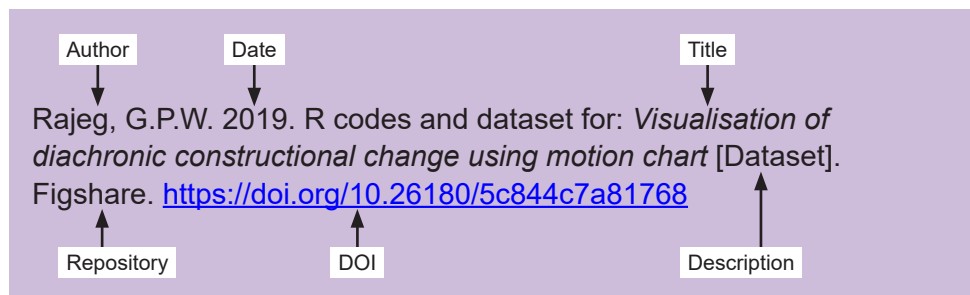 Author Date Title
Rajeg, G.P.W. 2019. R codes and dataset for: Visualisation of
diachronic constructional change using motion chart [Dataset].
Figshare. https://doi.org/10.26180/5c844c7a81768
Repository DOI Description